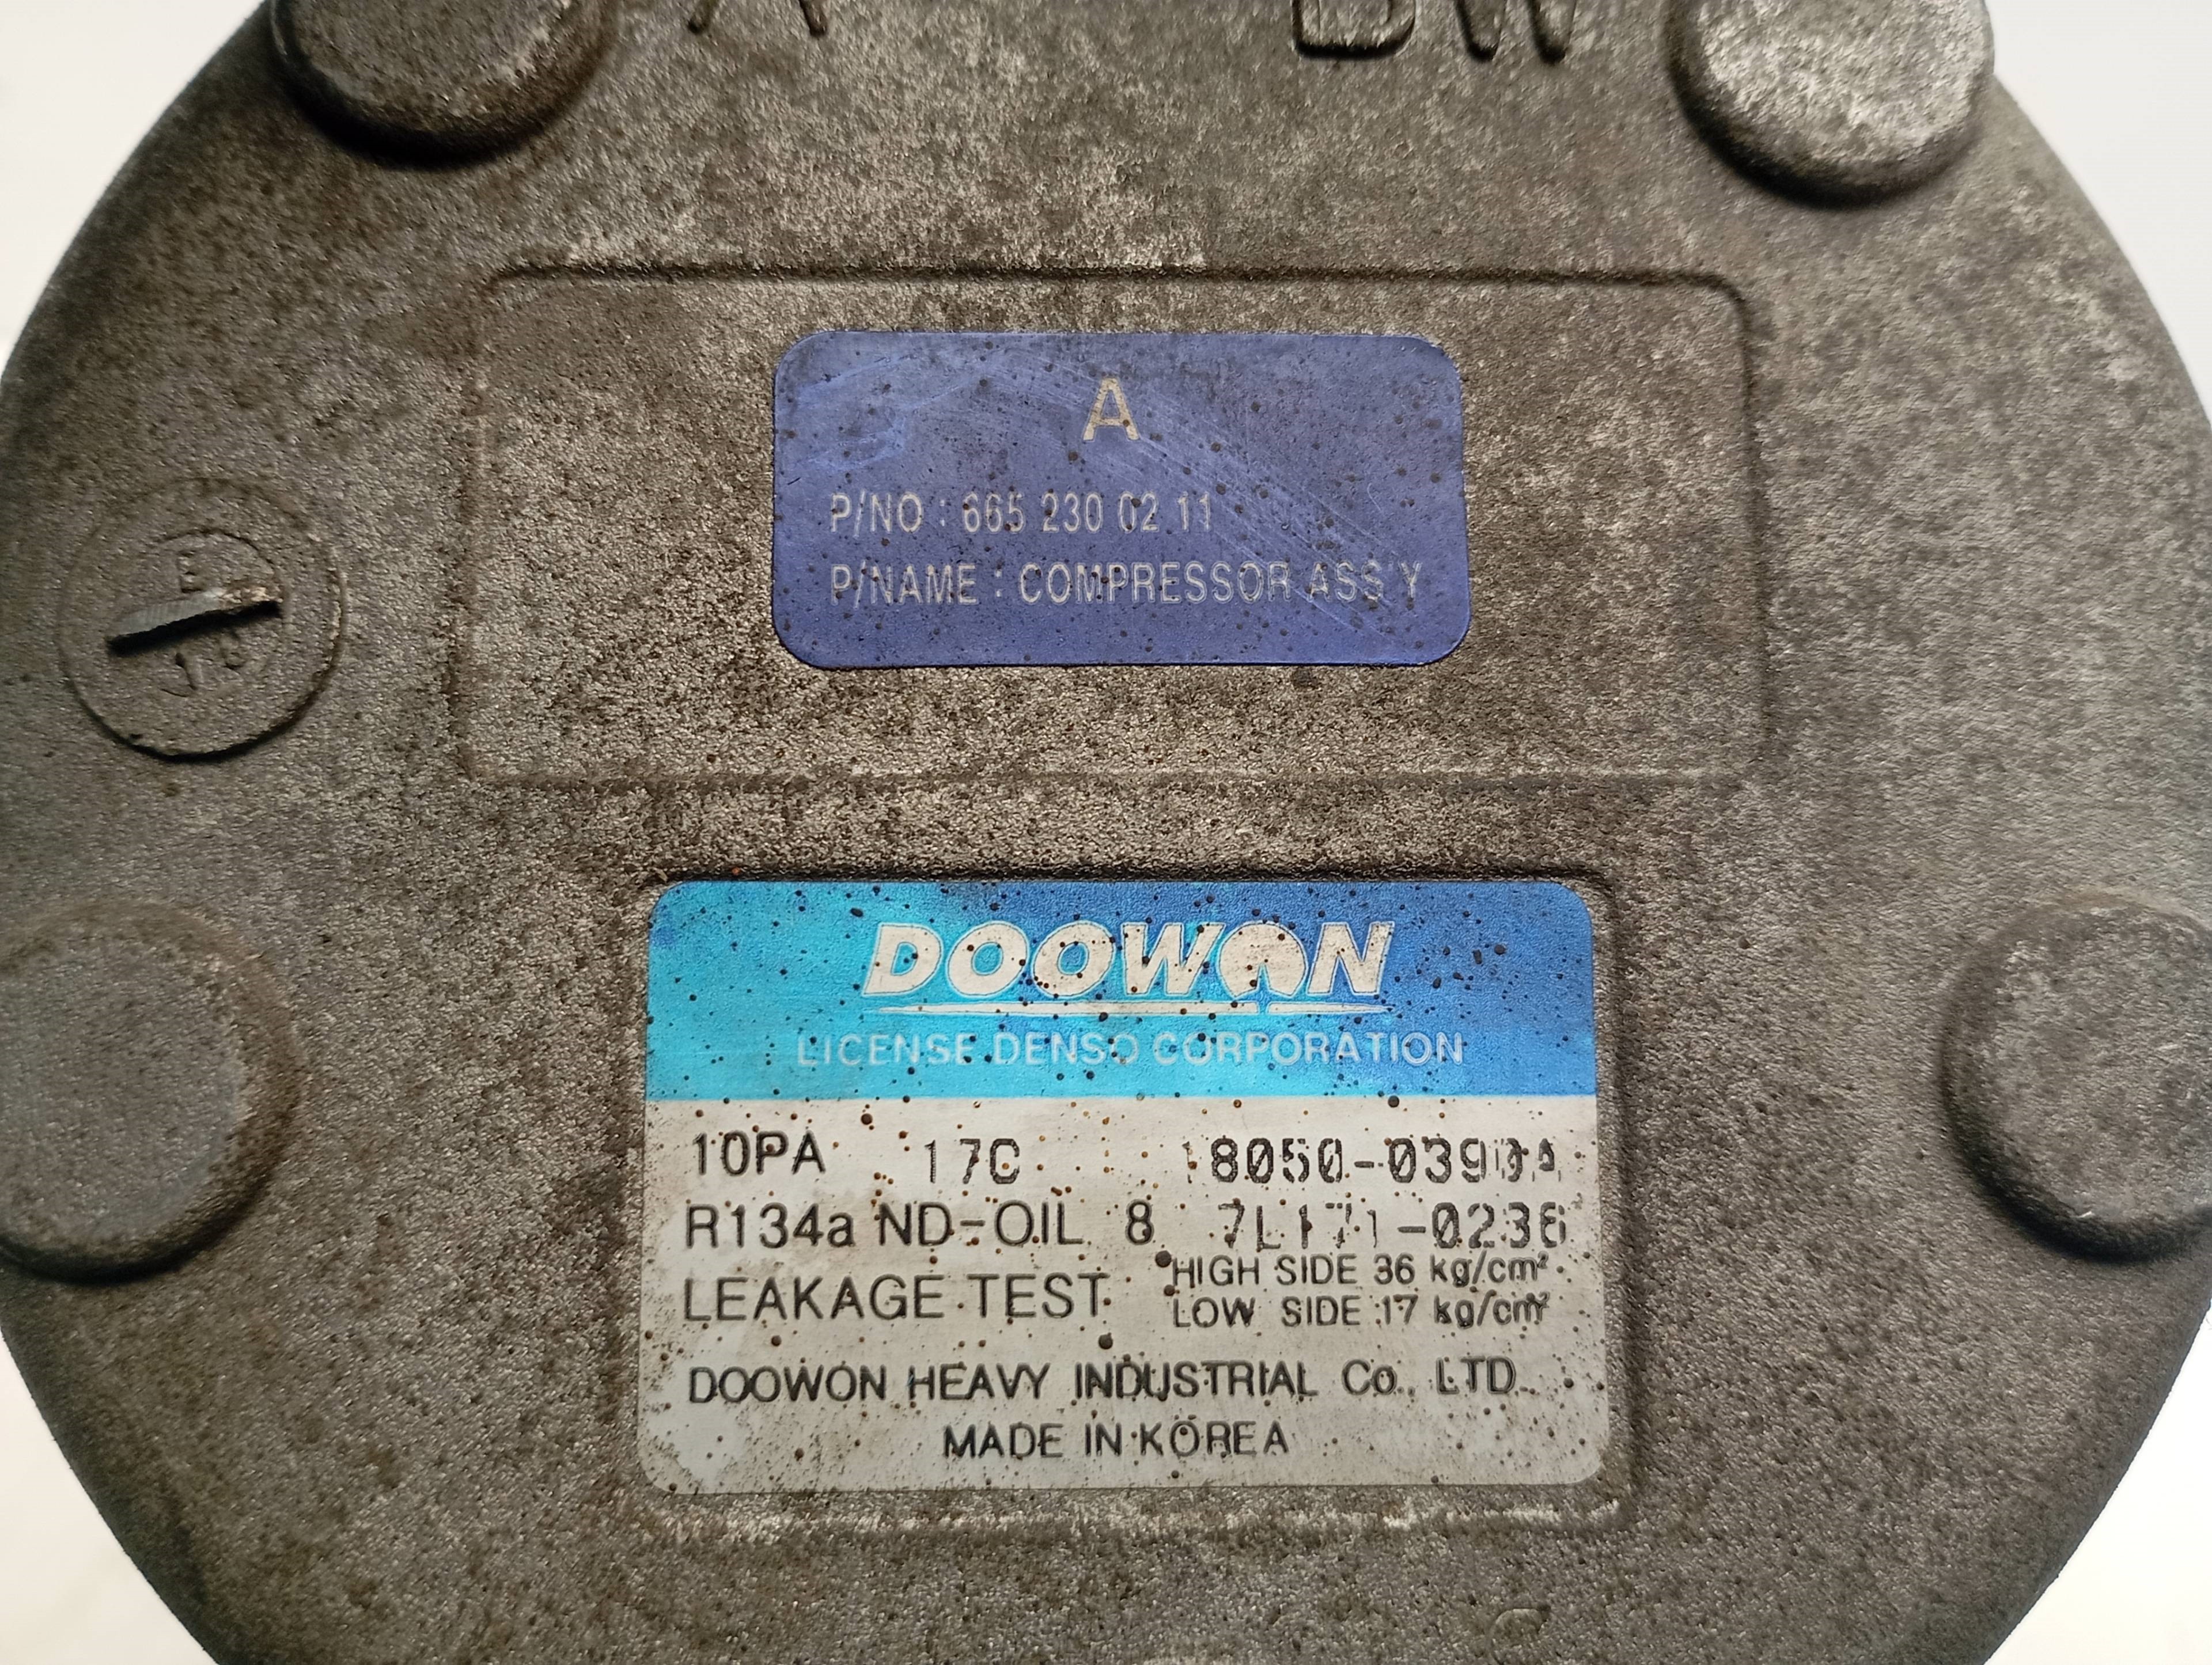 A
P/NO : 665 230 02 11
P/NAME : COMPRESSOR ASS'Y
DOOWON
LICENSE DENSO CORPORATION
10PA 17C
R134a ND-OIL 8
LEAKAGE TEST HIGH SIDE 36 kg/cm²
LOW SIDE 17 kg/cm²
DOOWON HEAVY INDUSTRIAL Co., LTD.
MADE IN KOREA